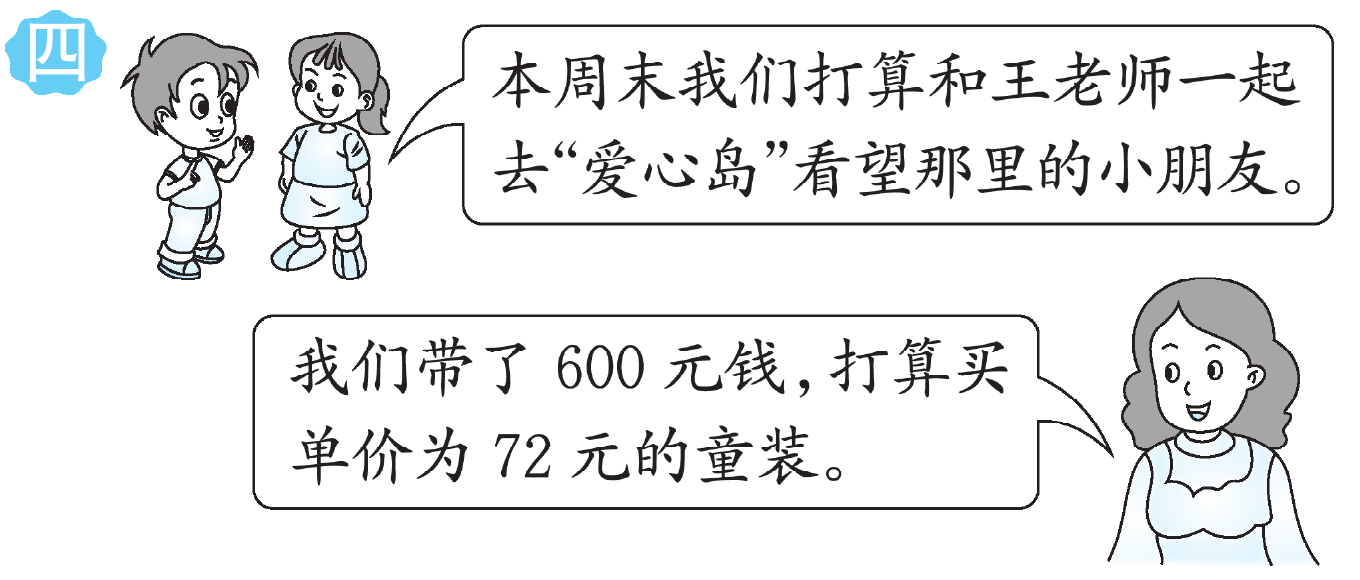 四
本周末我们打算和王老师一起
去“爱心岛”看望那里的小朋友。
我们带了 600 元钱，打算买
单价为 72 元的童装。